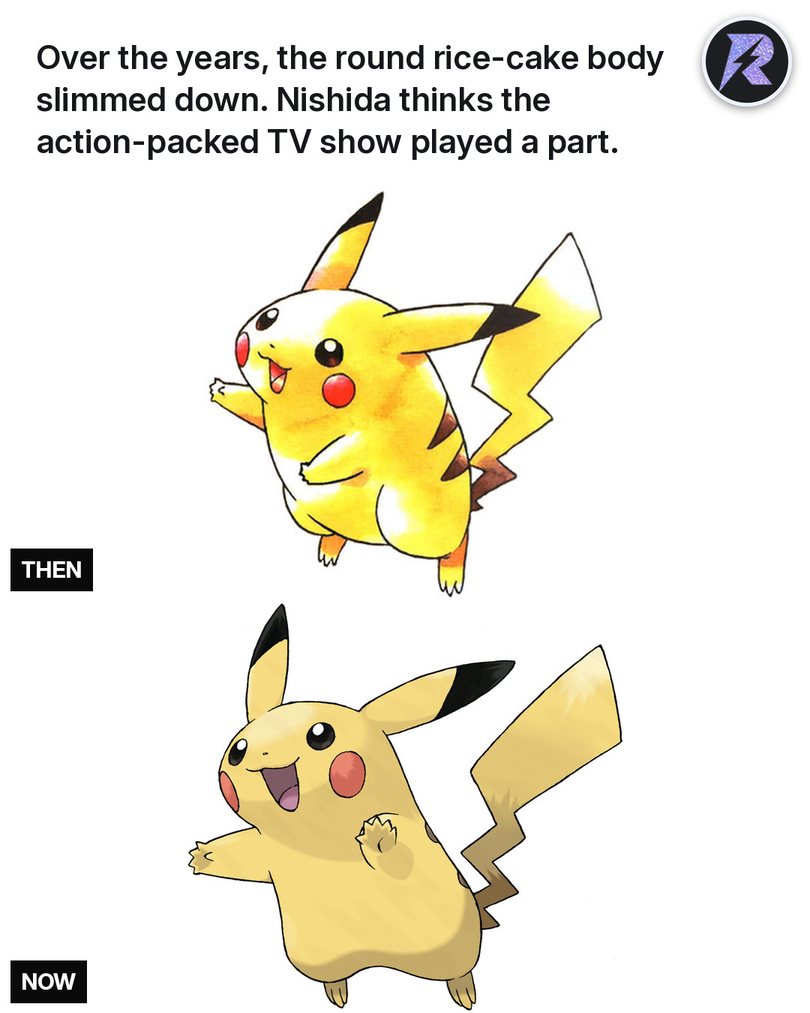 Over the years, the round rice-cake body
slimmed down. Nishida thinks the
action-packed TV show played a part.
R
THEN
NOW